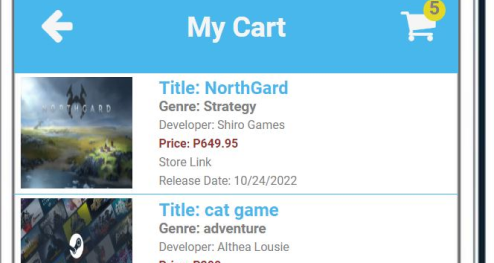 5
My Cart
NORTHGARD
Title: NorthGard
Genre: Strategy
Developer: Shiro Games
Price: P649.95
Store Link
Release Date: 10/24/2022
Title: cat game
Genre: adventure
Developer: Althea Lousie